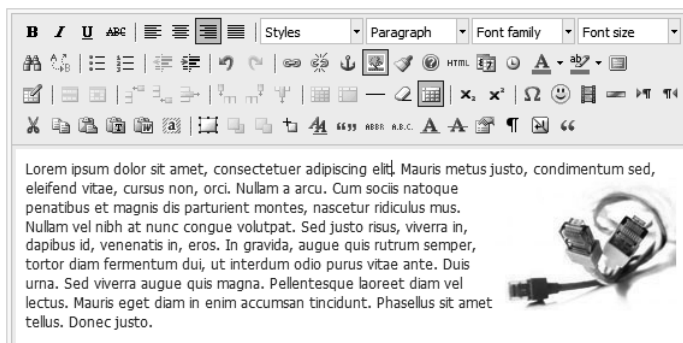 B I U ABC Styles Paragraph Font family Font size
HTML
ABBR A.B.C.
Lorem ipsum dolor sit amet, consectetuer adipiscing elit. Mauris metus justo, condimentum sed,
eleifend vitae, cursus non, orci. Nullam a arcu. Cum sociis natoque
penatibus et magnis dis parturient montes, nascetur ridiculus mus.
Nullam vel nibh at nunc congue volutpat. Sed justo risus, viverra in,
dapibus id, venenatis in, eros. In gravida, augue quis rutrum semper,
tortor diam fermentum dui, ut interdum odio purus vitae ante. Duis
urna. Sed viverra augue quis magna. Pellentesque laoreet diam vel
lectus. Mauris eget diam in enim accumsan tincidunt. Phasellus sit amet
tellus. Donec justo.